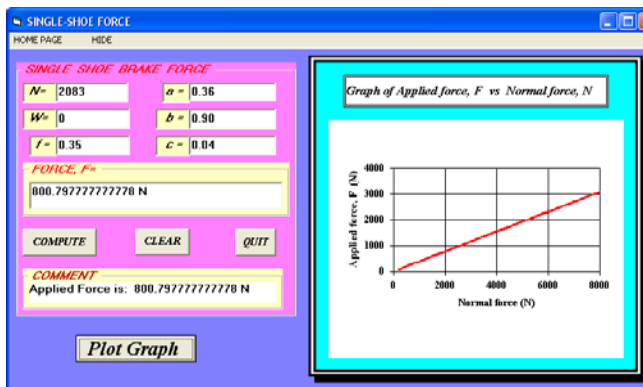 SINGLE-SHOE FORCE
HOME PAGE HIDE
SINGLE SHOE BRAKE FORCE
N= 2083 a = 0.36
W= 0 b = 0.90
f = 0.35 c = 0.04
FORCE, F=
800.797777777778 N
COMPUTE CLEAR QUIT
COMMENT
Applied Force is: 800.797777777778 N
Plot Graph
Graph of Applied force, F vs Normal force, N
Applied force, F (N)
4000
3000
2000
1000
0
0 2000 4000 6000 8000
Normal force (N)